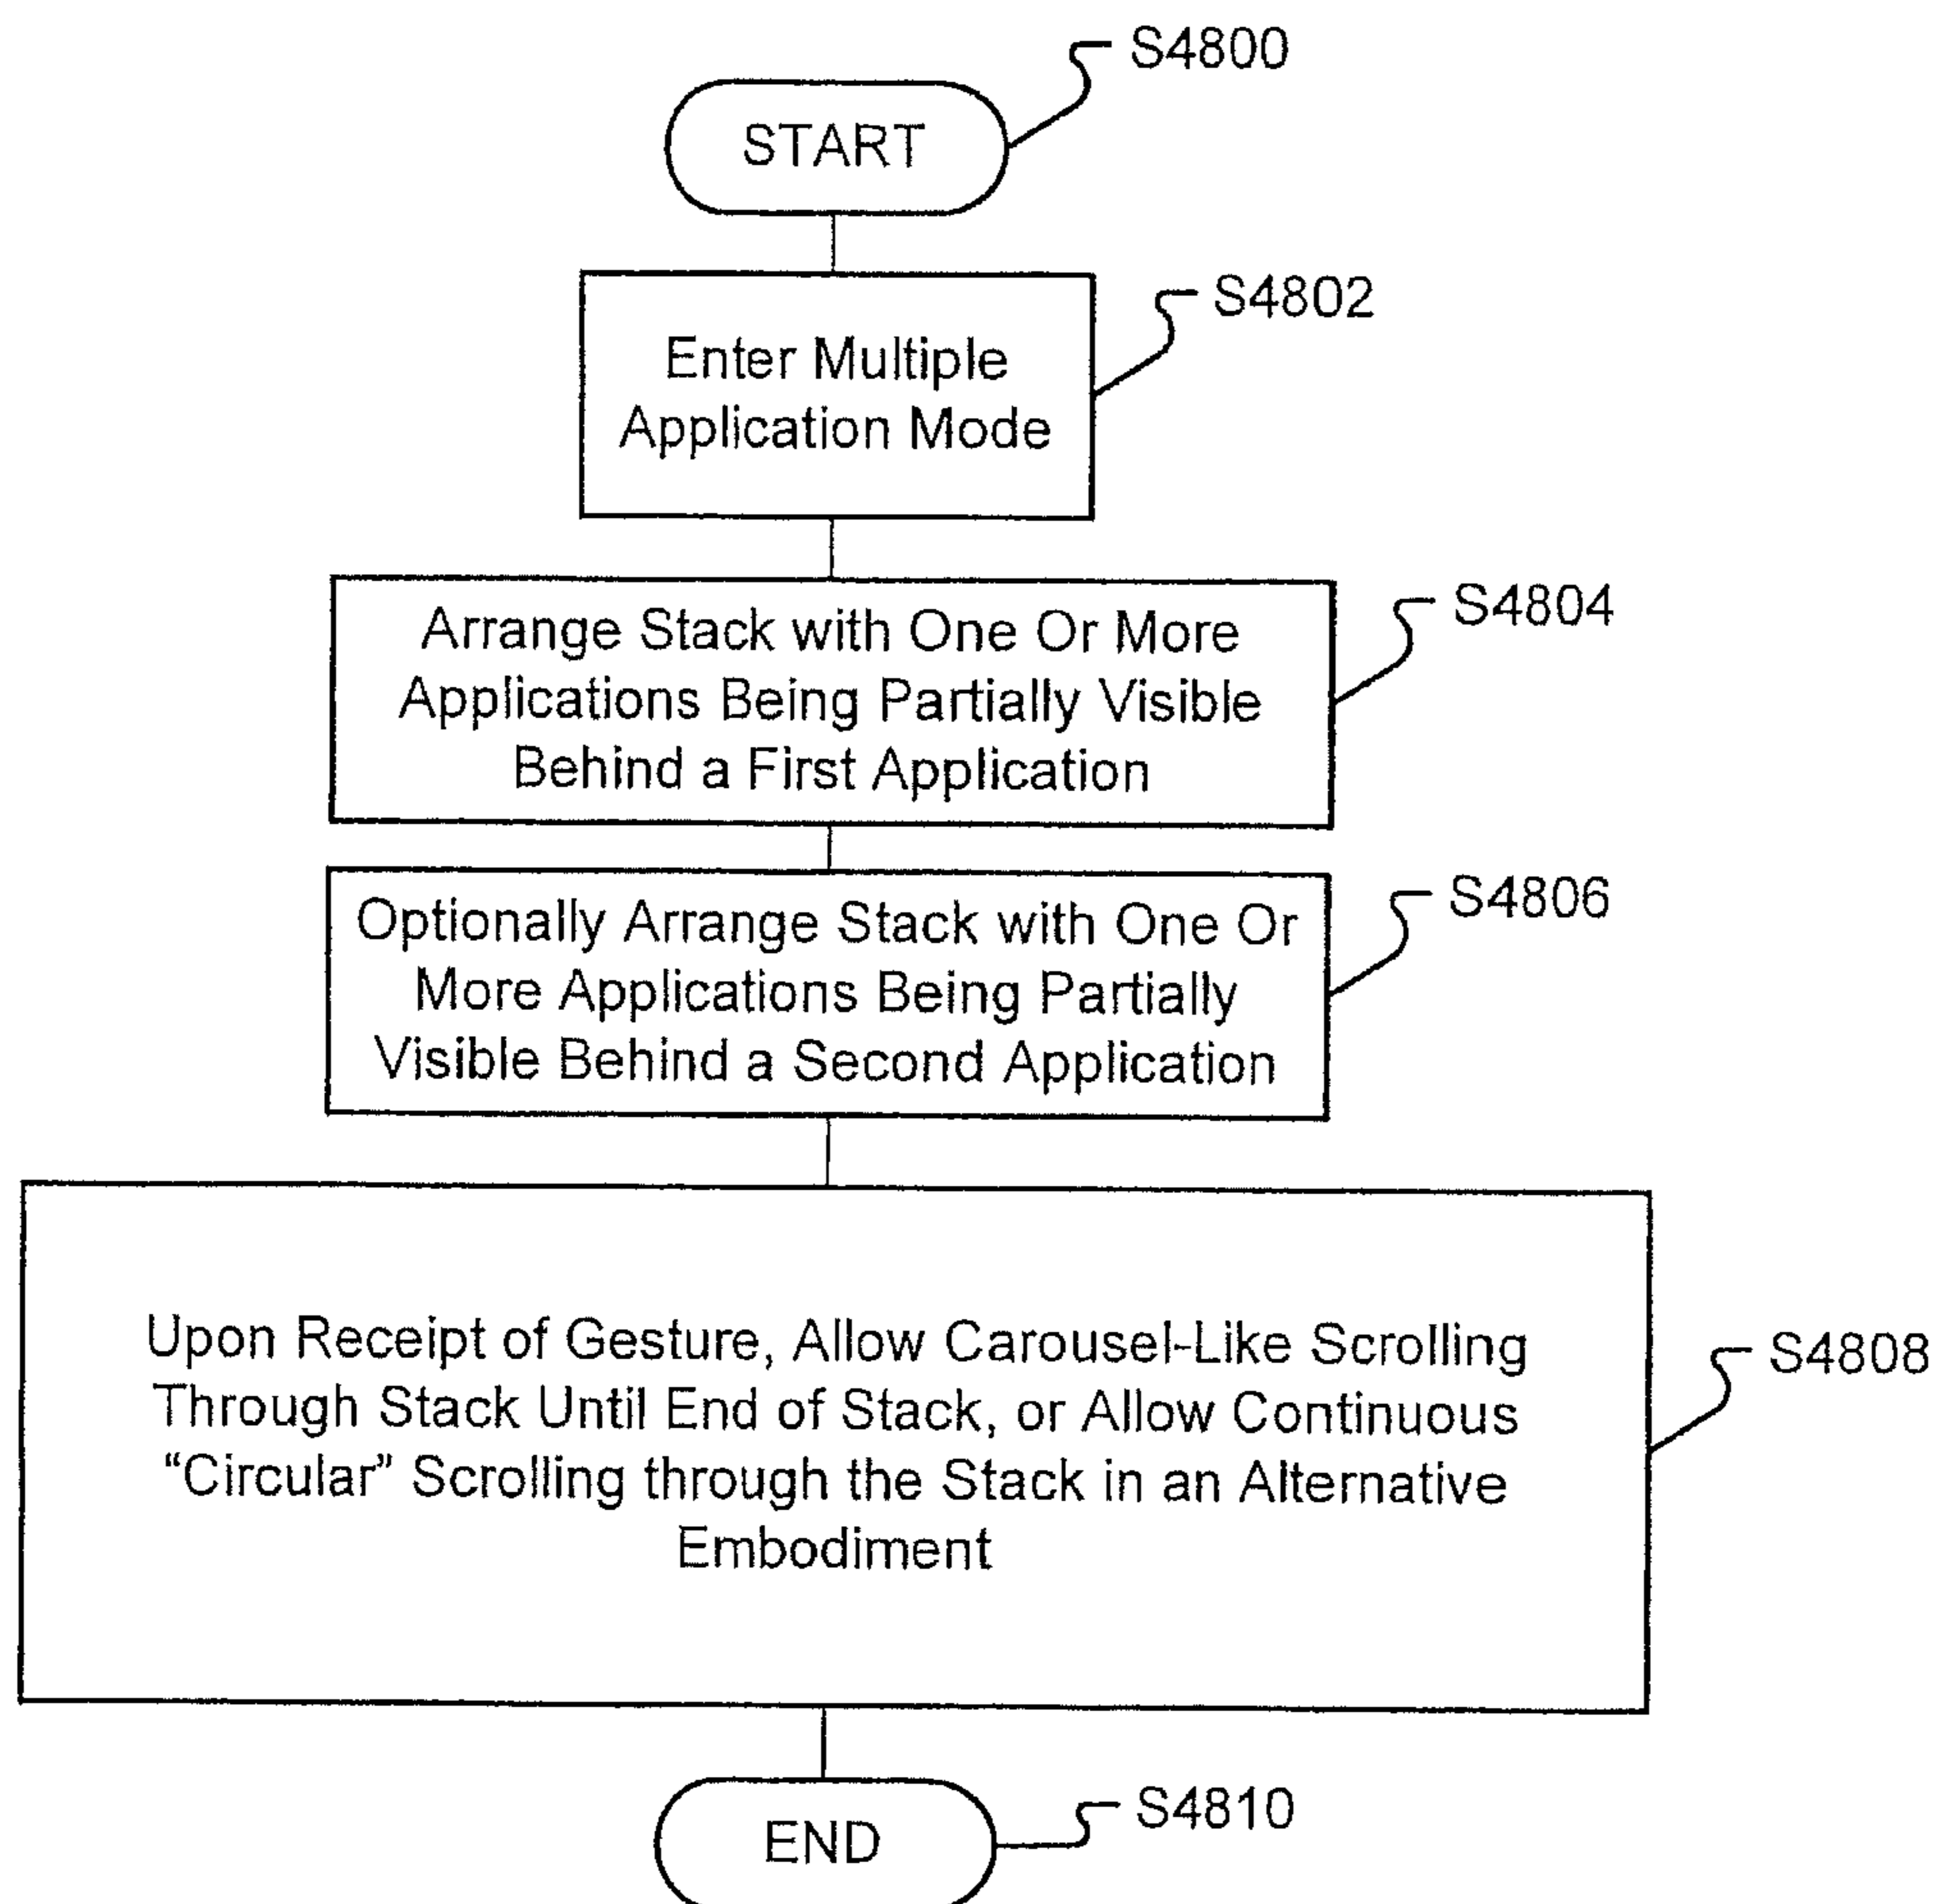 S4800
START
S4802
Enter Multiple
Application Mode
S4804
Arrange Stack with One Or More
Applications Being Partially Visible
Behind a First Application
S4806
Optionally Arrange Stack with One Or
More Applications Being Partially
Visible Behind a Second Application
Upon Receipt of Gesture, Allow Carousel-Like Scrolling
Through Stack Until End of Stack, or Allow Continuous
“Circular” Scrolling through the Stack in an Alternative
Embodiment
S4808
S4810
END